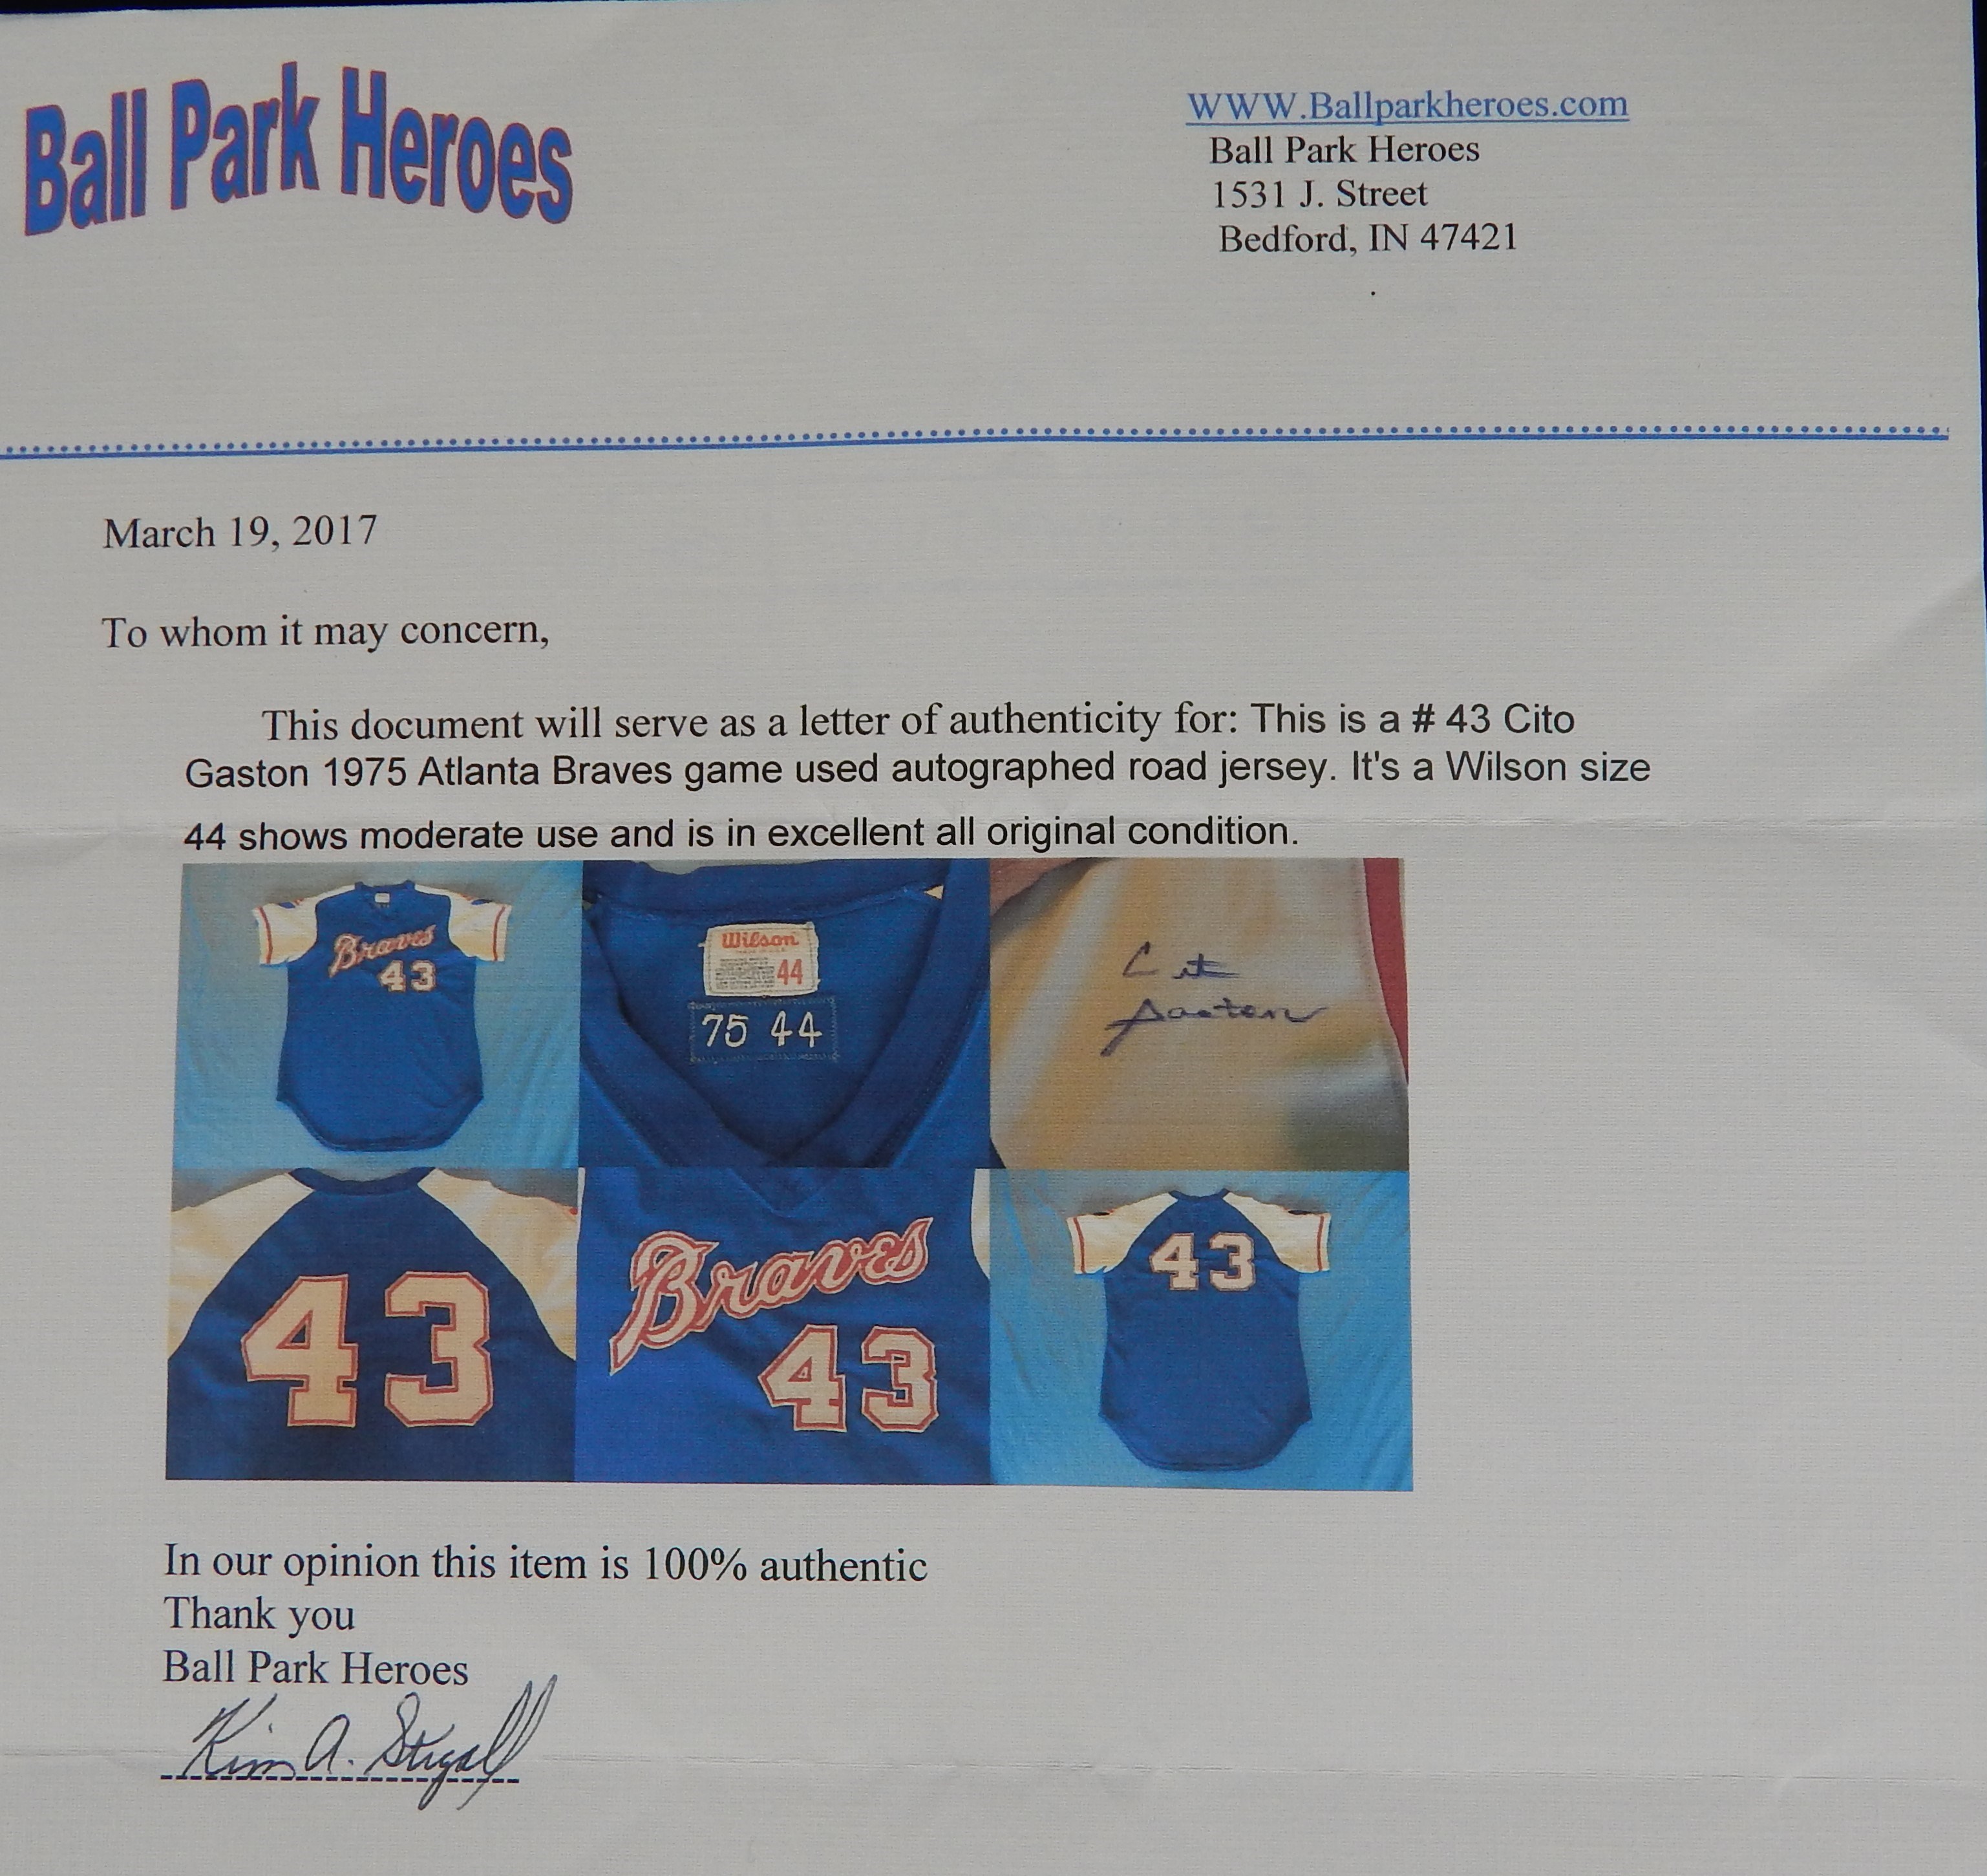 Ball Park Heroes
WWW.Ballparkheroes.com
Ball Park Heroes
1531 J. Street
Bedford, IN 47421
March 19, 2017
To whom it may concern,
This document will serve as a letter of authenticity for: This is a # 43 Cito
Gaston 1975 Atlanta Braves game used autographed road jersey. It's a Wilson size
44 shows moderate use and is in excellent all original condition.
Braves
43
Wilson
44
75 44
Cito
Gaston
43
Braves
43
43
In our opinion this item is 100% authentic
Thank you
Ball Park Heroes
Kim A. Stigall